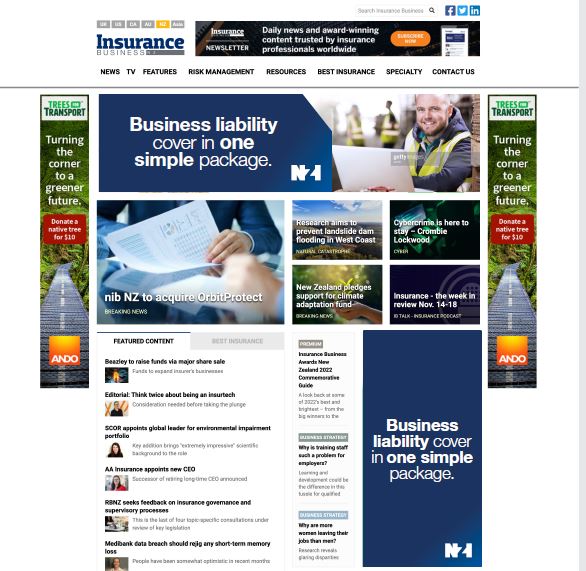 Search Insurance Business
UK US CA AU NZ Asia
Insurance
BUSINESS
Insurance
NEWSLETTER
Daily news and award-winning
content trusted by insurance
professionals worldwide
SUBSCRIBE
NOW
NEWS TV FEATURES RISK MANAGEMENT RESOURCES BEST INSURANCE SPECIALTY CONTACT US
TREES
TRANSPORT
Turning
the
corner
to a
greener
future.
Donate a
native tree
for $10
ANDO
Business liability
cover in one
simple package.
NZI
gettyimages
TREES
TRANSPORT
Turning
the
corner
to a
greener
future.
Donate a
native tree
for $10
ANDO
nib NZ to acquire OrbitProtect
BREAKING NEWS
Research aims to
prevent landslide dam
flooding in West Coast
NATURAL CATASTROPHE
Cybercrime is here to
stay – Crombie
Lockwood
CYBER
New Zealand pledges
support for climate
adaptation fund
BREAKING NEWS
Insurance - the week in
review Nov. 14-18
IB TALK - INSURANCE PODCAST
FEATURED CONTENT
BEST INSURANCE
Beazley to raise funds via major share sale
Funds to expand insurer's businesses
Editorial: Think twice about being an insurtech
Consideration needed before taking the plunge
SCOR appoints global leader for environmental impairment
portfolio
Key addition brings "extremely impressive" scientific
background to the role
AA Insurance appoints new CEO
Successor of retiring long-time CEO announced
RBNZ seeks feedback on insurance governance and
supervisory processes
This is the last of four topic-specific consultations under
review of key legislation
Medibank data breach should rejig any short-term memory
loss
People have been somewhat optimistic in recent months
PREMIUM
Insurance Business
Awards New
Zealand 2022
Commemorative
Guide
A look back at some
of 2022's best and
brightest – from the
big winners to the
BUSINESS STRATEGY
Why is training staff
such a problem for
employers?
Learning and
development could be
the difference in this
tussle for qualified
BUSINESS STRATEGY
Why are more
women leaving their
jobs than men?
Research reveals
glaring disparities
Business
liability cover
in one simple
package.
NZI